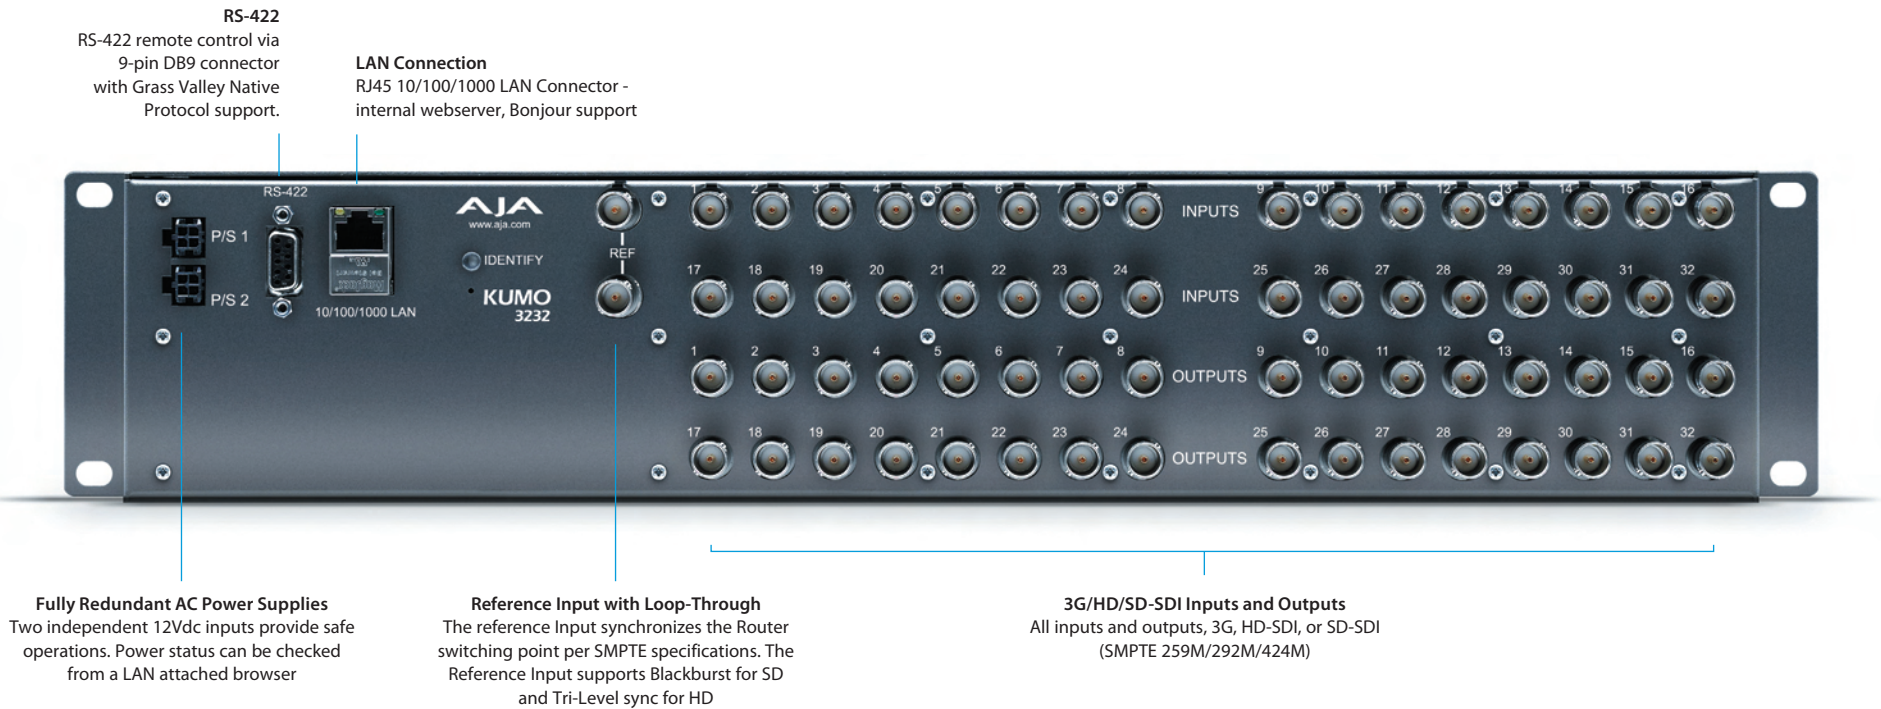 RS-422
RS-422 remote control via
9-pin DB9 connector
with Grass Valley Native
Protocol support.
LAN Connection
RJ45 10/100/1000 LAN Connector -
internal webserver, Bonjour support
RS-422
P/S 1
P/S 2
10/100/1000 LAN
AJA
www.aja.com
IDENTIFY
KUMO
3232
REF
1 2 3 4 5 6 7 8 INPUTS 9 10 11 12 13 14 15 16
17 18 19 20 21 22 23 24 INPUTS 25 26 27 28 29 30 31 32
1 2 3 4 5 6 7 8 OUTPUTS 9 10 11 12 13 14 15 16
17 18 19 20 21 22 23 24 OUTPUTS 25 26 27 28 29 30 31 32
Fully Redundant AC Power Supplies
Two independent 12Vdc inputs provide safe
operations. Power status can be checked
from a LAN attached browser
Reference Input with Loop-Through
The reference Input synchronizes the Router
switching point per SMPTE specifications. The
Reference Input supports Blackburst for SD
and Tri-Level sync for HD
3G/HD/SD-SDI Inputs and Outputs
All inputs and outputs, 3G, HD-SDI, or SD-SDI
(SMPTE 259M/292M/424M)